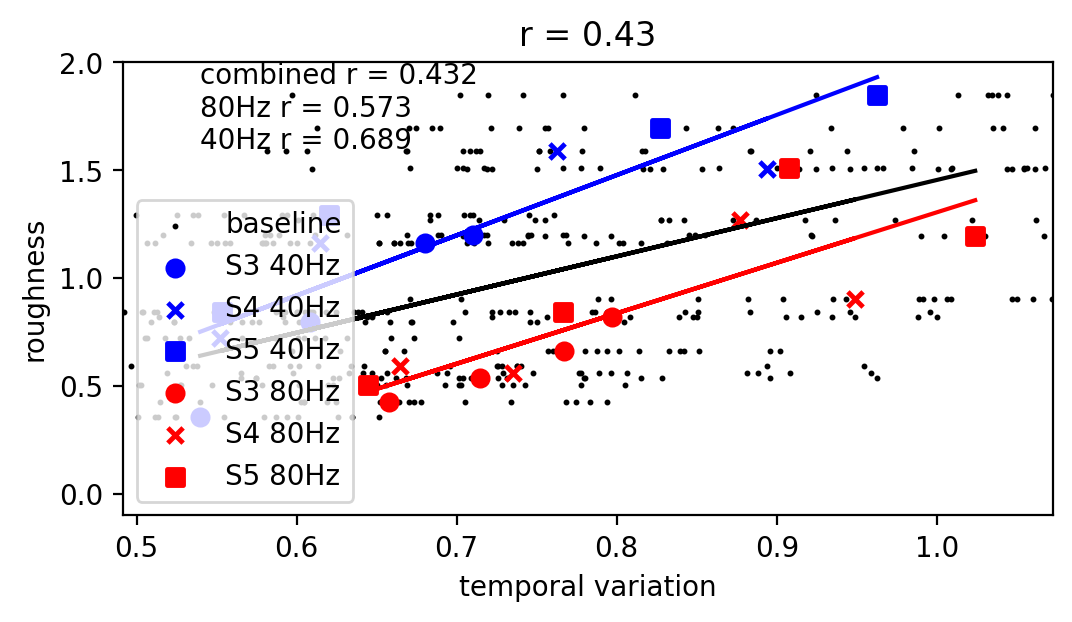 r = 0.43
combined r = 0.432
80Hz r = 0.573
40Hz r = 0.689
baseline
S3 40Hz
S4 40Hz
S5 40Hz
S3 80Hz
S4 80Hz
S5 80Hz
roughness
2.0
1.5
1.0
0.5
0.0
0.5 0.6 0.7 0.8 0.9 1.0
temporal variation